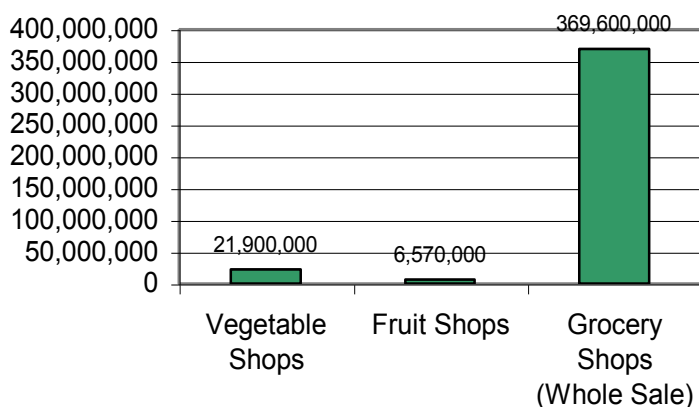 400,000,000
350,000,000
300,000,000
250,000,000
200,000,000
150,000,000
100,000,000
50,000,000
0
369,600,000
21,900,000
6,570,000
Vegetable
Shops
Fruit Shops
Grocery
Shops
(Whole Sale)